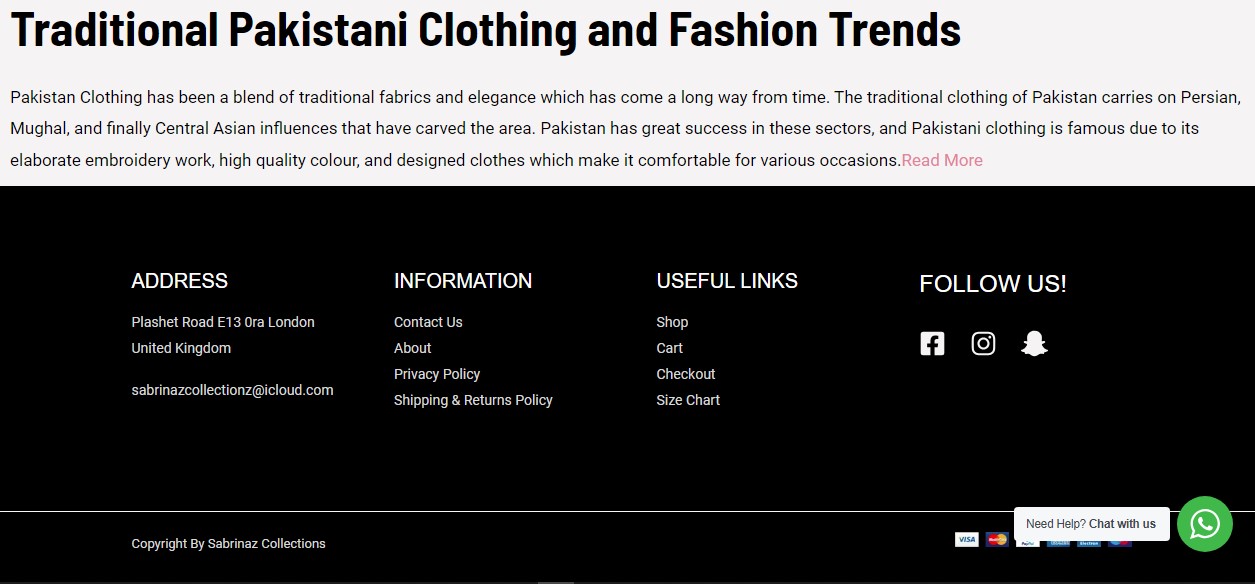 Traditional Pakistani Clothing and Fashion Trends
Pakistan Clothing has been a blend of traditional fabrics and elegance which has come a long way from time. The traditional clothing of Pakistan carries on Persian,
Mughal, and finally Central Asian influences that have carved the area. Pakistan has great success in these sectors, and Pakistani clothing is famous due to its
elaborate embroidery work, high quality colour, and designed clothes which make it comfortable for various occasions.Read More
ADDRESS
Plashet Road E13 0ra London
United Kingdom
sabrinazcollectionz@icloud.com
INFORMATION
Contact Us
About
Privacy Policy
Shipping & Returns Policy
USEFUL LINKS
Shop
Cart
Checkout
Size Chart
FOLLOW US!
Need Help? Chat with us
Copyright By Sabrinaz Collections
VISA
MasterCard
PayPal
Electron